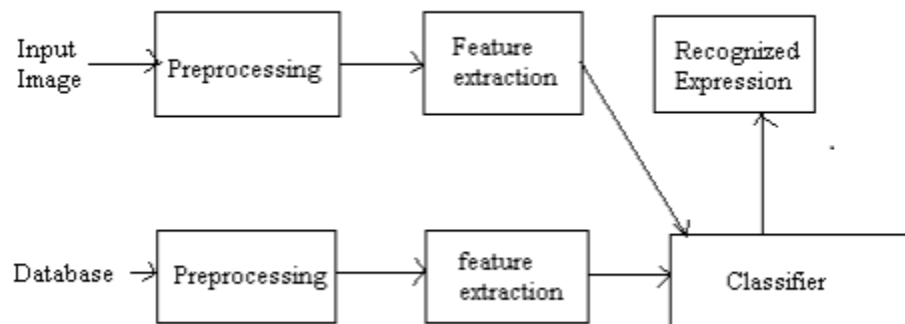 Input
Image
Preprocessing
Feature
extraction
Recognized
Expression
Database
Preprocessing
feature
extraction
Classifier